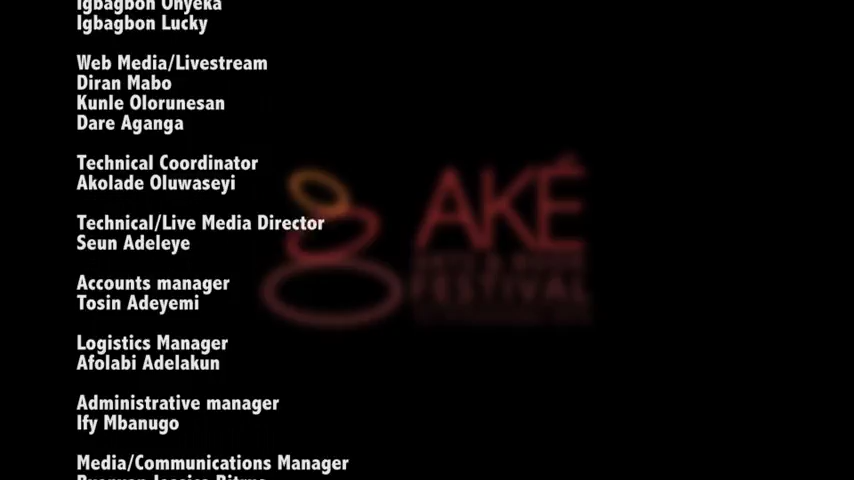 Igbagbon Onyeka
Igbagbon Lucky
Web Media/Livestream
Diran Mabo
Kunle Olorunesan
Dare Aganga
Technical Coordinator
Akolade Oluwaseyi
Technical/Live Media Director
Seun Adeleye
Accounts manager
Tosin Adeyemi
Logistics Manager
Afolabi Adelakun
Administrative manager
Ify Mbanugo
Media/Communications Manager
AKÉ
FESTIVAL